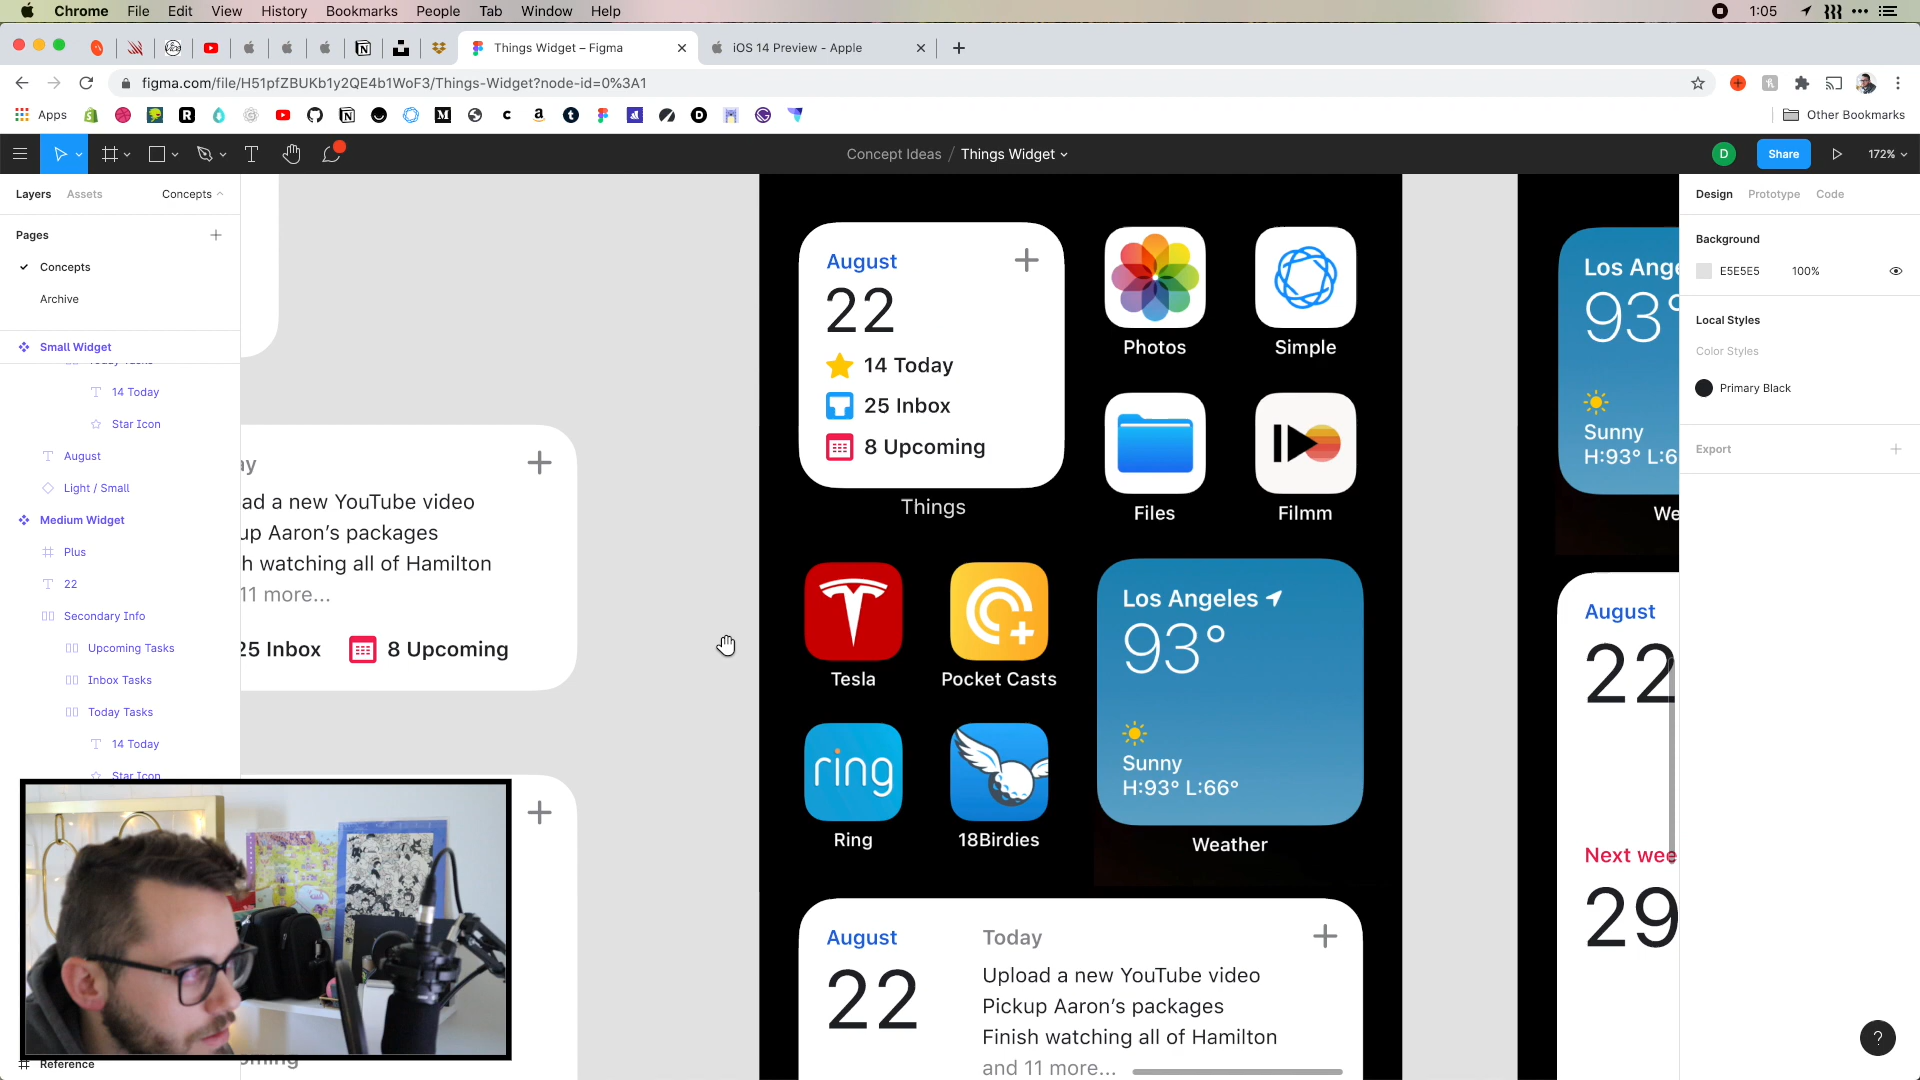 Chrome File Edit View History Bookmarks People Tab Window Help
1:05
Things Widget – Figma
iOS 14 Preview - Apple
figma.com/file/H51pfZBUKb1y2QE4b1WoF3/Things-Widget?node-id=0%3A1
Apps
Other Bookmarks
Concept Ideas / Things Widget
D
Share
172%
Layers
Assets
Concepts
Pages
Concepts
Archive
Small Widget
14 Today
Star Icon
August
Light / Small
Medium Widget
Plus
22
Secondary Info
Upcoming Tasks
Inbox Tasks
Today Tasks
14 Today
Star Icon
Reference
ay
ad a new YouTube video
up Aaron's packages
h watching all of Hamilton
11 more...
25 Inbox
8 Upcoming
August
22
14 Today
25 Inbox
8 Upcoming
Things
Photos
Simple
Files
Filmm
Tesla
Pocket Casts
ring
Ring
18Birdies
Los Angeles
93°
Sunny
H:93° L:66°
Weather
August
22
Today
Upload a new YouTube video
Pickup Aaron's packages
Finish watching all of Hamilton
and 11 more...
Los Ange
93°
Sunny
H:93° L:6
We
August
22
Next wee
29
Design
Prototype
Code
Background
E5E5E5
100%
Local Styles
Color Styles
Primary Black
Export
?